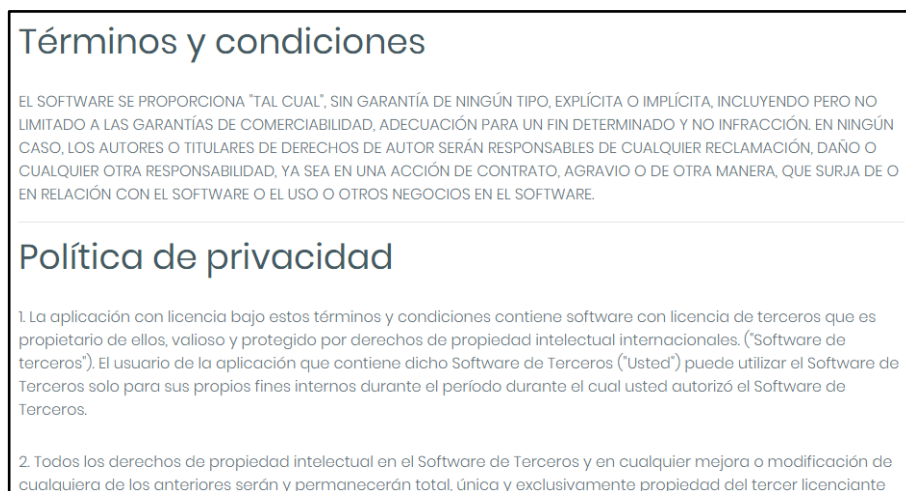 Términos y condiciones
EL SOFTWARE SE PROPORCIONA "TAL CUAL", SIN GARANTÍA DE NINGÚN TIPO, EXPLÍCITA O IMPLÍCITA, INCLUYENDO PERO NO
LIMITADO A LAS GARANTÍAS DE COMERCIABILIDAD, ADECUACIÓN PARA UN FIN DETERMINADO Y NO INFRACCIÓN. EN NINGÚN
CASO, LOS AUTORES O TITULARES DE DERECHOS DE AUTOR SERÁN RESPONSABLES DE CUALQUIER RECLAMACIÓN, DAÑO O
CUALQUIER OTRA RESPONSABILIDAD, YA SEA EN UNA ACCIÓN DE CONTRATO, AGRAVIO O DE OTRA MANERA, QUE SURJA DE O
EN RELACIÓN CON EL SOFTWARE O EL USO O OTROS NEGOCIOS EN EL SOFTWARE.
Política de privacidad
1. La aplicación con licencia bajo estos términos y condiciones contiene software con licencia de terceros que es
propietario de ellos, valioso y protegido por derechos de propiedad intelectual internacionales. ("Software de
terceros"). El usuario de la aplicación que contiene dicho Software de Terceros ("Usted") puede utilizar el Software de
Terceros solo para sus propios fines internos durante el período durante el cual usted autorizó el Software de
Terceros.
2. Todos los derechos de propiedad intelectual en el Software de Terceros y en cualquier mejora o modificación de
cualquiera de los anteriores serán y permanecerán total, única y exclusivamente propiedad del tercer licenciante